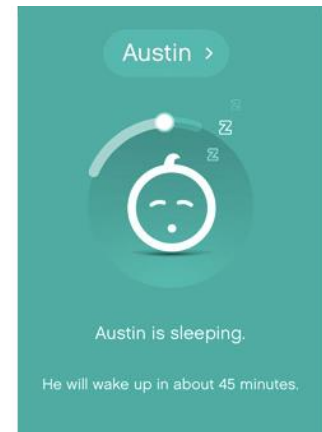 Austin >
z
z
z
Austin is sleeping.
He will wake up in about 45 minutes.